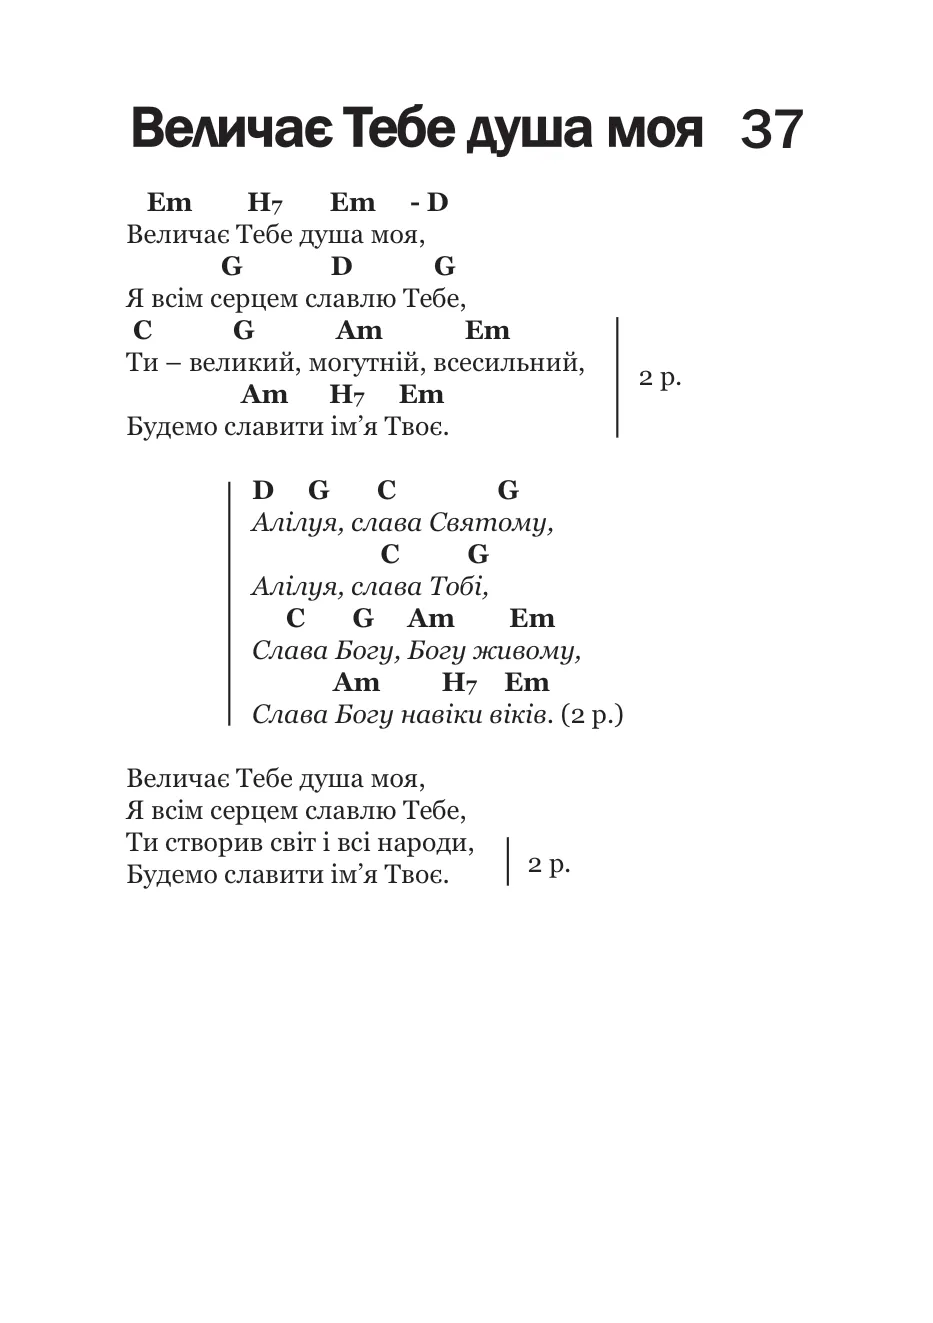 Величає Тебе душа моя 37
Em H7 Em - D
Величає Тебе душа моя,
G D G
Я всім серцем славлю Тебе,
C G Am Em
Ти – великий, могутній, всесильний,
2 р.
Am H7 Em
Будемо славити ім’я Твоє.
D G C G
Алілуя, слава Святому,
C G
Алілуя, слава Тобі,
C G Am Em
Слава Богу, Богу живому,
Am H7 Em
Слава Богу навіки віків. (2 р.)
Величає Тебе душа моя,
Я всім серцем славлю Тебе,
Ти створив світ і всі народи,
2 р.
Будемо славити ім’я Твоє.